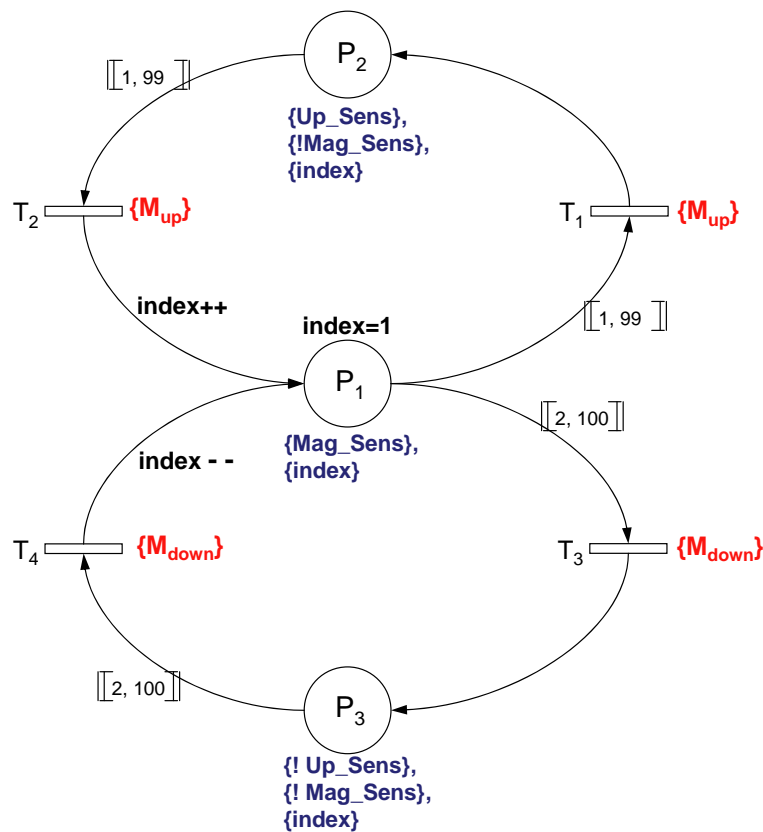 P2
[[1, 99 ]]
{Up_Sens},
{!Mag_Sens},
{index}
T2 {Mup}
T1 {Mup}
index++
index=1
[[1, 99 ]]
P1
[[2, 100]]
{Mag_Sens},
{index}
index - -
T4 {Mdown}
T3 {Mdown}
[[2, 100]]
P3
{! Up_Sens},
{! Mag_Sens},
{index}